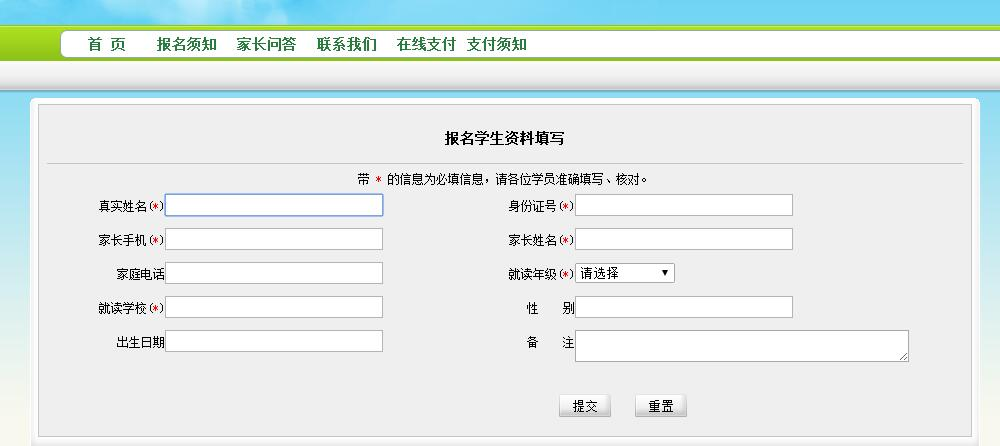 首 页 报名须知 家长问答 联系我们 在线支付 支付须知
报名学生资料填写
带 * 的信息为必填信息，请各位学员准确填写、核对。
真实姓名(*) 身份证号(*)
家长手机(*) 家长姓名(*)
家庭电话 就读年级(*) 请选择
就读学校(*) 性 别
出生日期 备 注
提交 重置